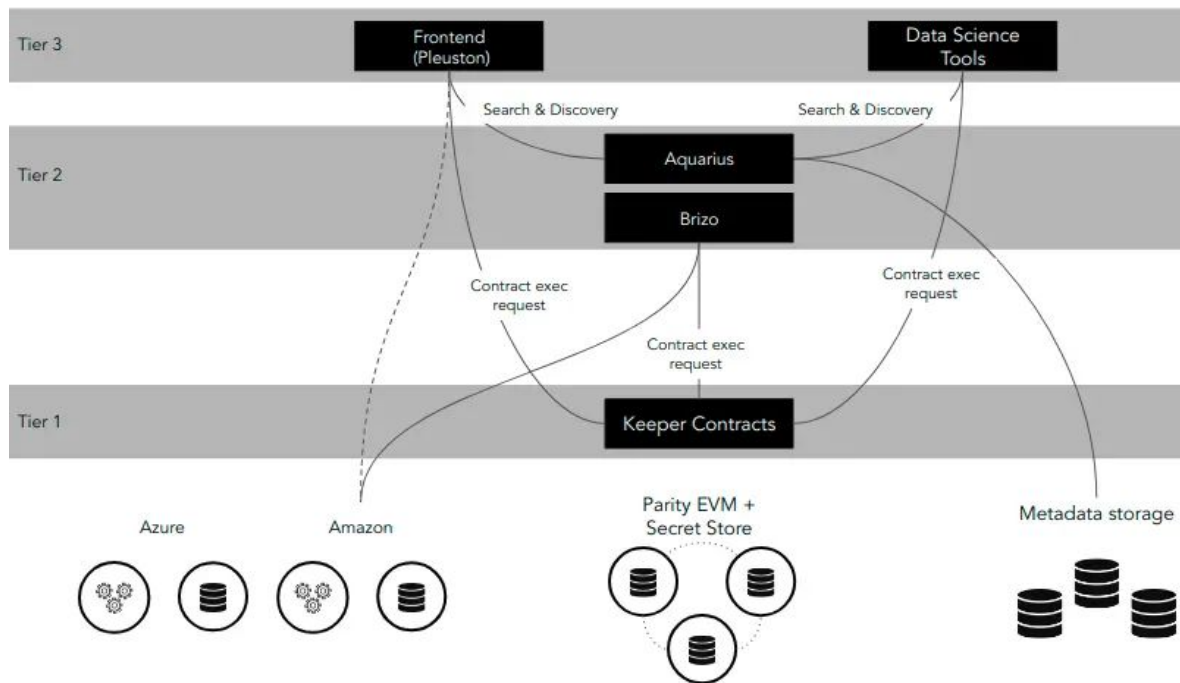 Tier 3
Frontend
(Pleuston)
Data Science
Tools
Search & Discovery
Search & Discovery
Tier 2
Aquarius
Brizo
Contract exec
request
Contract exec
request
Contract exec
request
Tier 1
Keeper Contracts
Azure
Amazon
Parity EVM +
Secret Store
Metadata storage